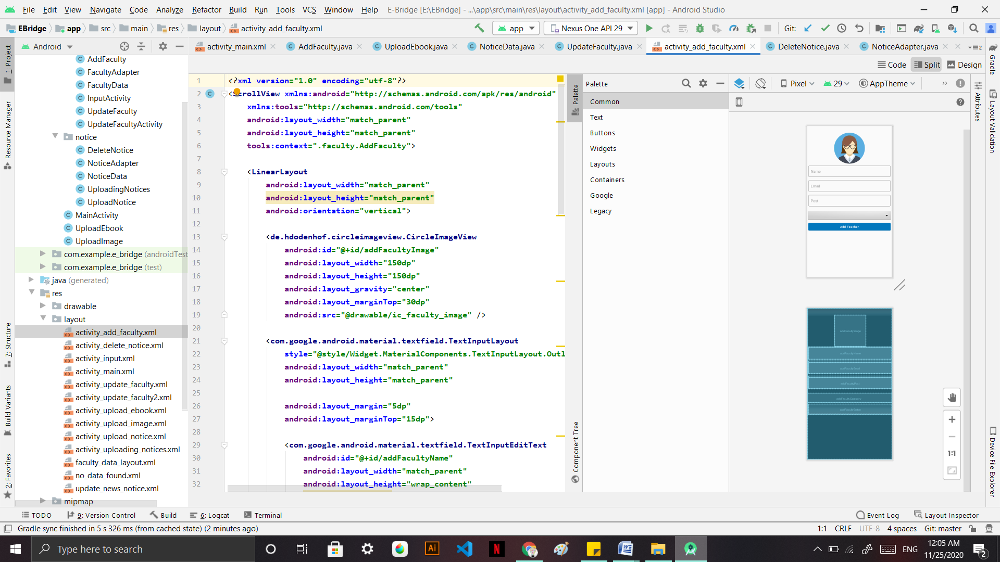 File Edit View Navigate Code Analyze Refactor Build Run Tools VCS Window Help E-Bridge [E:\EBridge] - ...\app\src\main\res\layout\activity_add_faculty.xml [app] - Android Studio
EBridge app src main res layout activity_add_faculty.xml app Nexus One API 29 Git:
Android activity_main.xml AddFaculty.java UploadEbook.java NoticeData.java UpdateFaculty.java activity_add_faculty.xml DeleteNotice.java NoticeAdapter.java 2
Code Split Design
1: Project
Resource Manager
7: Structure
Build Variants
2: Favorites
AddFaculty
FacultyAdapter
FacultyData
InputActivity
UpdateFaculty
UpdateFacultyActivity
notice
DeleteNotice
NoticeAdapter
NoticeData
UploadingNotices
UploadNotice
MainActivity
UploadEbook
UploadImage
com.example.e_bridge (androidTest
com.example.e_bridge (test)
java (generated)
res
drawable
layout
activity_add_faculty.xml
activity_delete_notice.xml
activity_input.xml
activity_main.xml
activity_update_faculty.xml
activity_update_faculty2.xml
activity_upload_ebook.xml
activity_upload_image.xml
activity_upload_notice.xml
activity_uploading_notices.xml
faculty_data_layout.xml
no_data_found.xml
update_news_notice.xml
mipmap
1 <?xml version="1.0" encoding="utf-8"?>
2 <ScrollView xmlns:android="http://schemas.android.com/apk/res/android"
3 xmlns:tools="http://schemas.android.com/tools"
4 android:layout_width="match_parent"
5 android:layout_height="match_parent"
6 tools:context=".faculty.AddFaculty">
7
8 <LinearLayout
9 android:layout_width="match_parent"
10 android:layout_height="match_parent"
11 android:orientation="vertical">
12
13 <de.hdodenhof.circleimageview.CircleImageView
14 android:id="@+id/addFacultyImage"
15 android:layout_width="150dp"
16 android:layout_height="150dp"
17 android:layout_gravity="center"
18 android:layout_marginTop="30dp"
19 android:src="@drawable/ic_faculty_image" />
20
21 <com.google.android.material.textfield.TextInputLayout
22 style="@style/Widget.MaterialComponents.TextInputLayout.Outl
23 android:layout_width="match_parent"
24 android:layout_height="match_parent"
25
26 android:layout_margin="5dp"
27 android:layout_marginTop="15dp">
28
29 <com.google.android.material.textfield.TextInputEditText
30 android:id="@+id/addFacultyName"
31 android:layout_width="match_parent"
32 android:layout_height="wrap_content"
Palette
Component Tree
Palette
Common
Text
Buttons
Widgets
Layouts
Containers
Google
Legacy
Pixel 29 AppTheme
Name
Email
Post
Add Teacher
addFacultyImage
addFacultyName
addFacultyEmail
addFacultyPost
addFacultyCategory
addFacultyButton
1:1
Attributes
Gradle
Layout Validation
Device File Explorer
TODO 9: Version Control Build 6: Logcat Terminal Event Log Layout Inspector
Gradle sync finished in 5 s 326 ms (from cached state) (2 minutes ago) 1:1 CRLF UTF-8 4 spaces Git: master
Type here to search Ai N W ENG 12:05 AM
11/25/2020 2